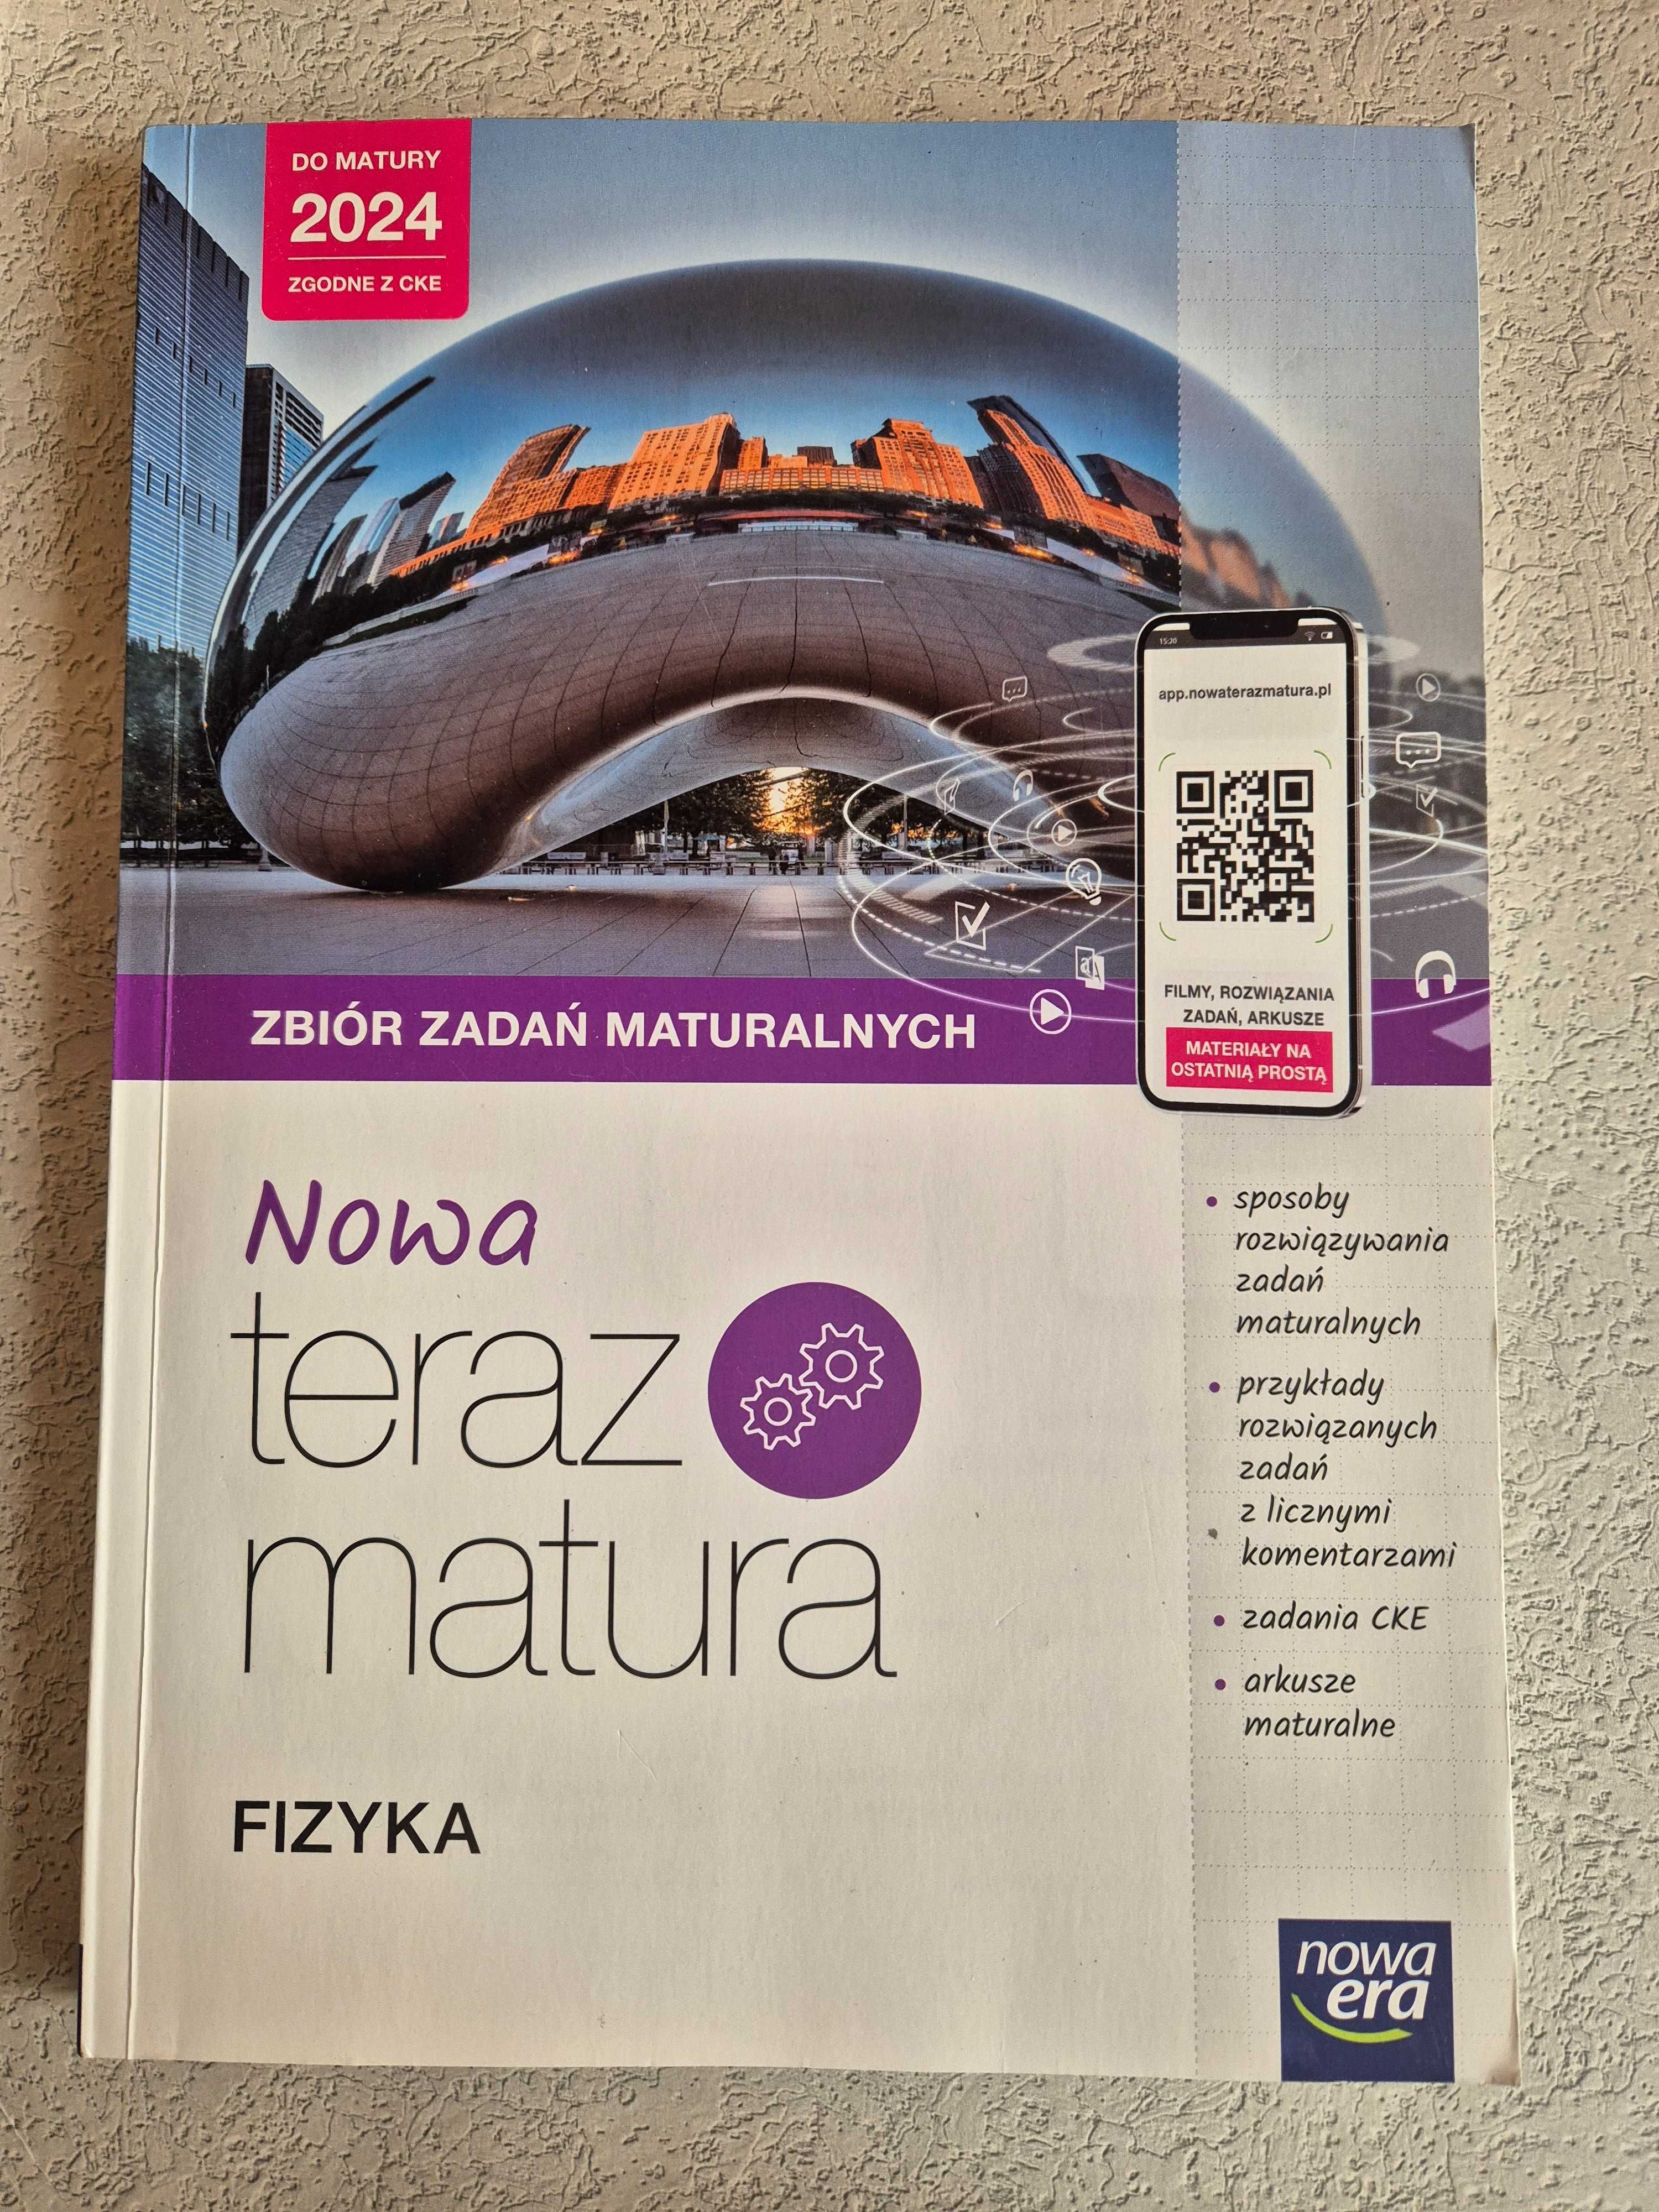 DO MATURY
2024
ZGODNE Z CKE
15:20
app.nowaterazmatura.pl
FILMY, ROZWIĄZANIA
ZADAŃ, ARKUSZE
MATERIAŁY NA
OSTATNIĄ PROSTĄ
ZBIÓR ZADAŃ MATURALNYCH
Nowa
teraz
matura
FIZYKA
• sposoby
rozwiązywania
zadań
maturalnych
• przykłady
rozwiązanych
zadań
z licznymi
komentarzami
• zadania CKE
• arkusze
maturalne
nowa
era